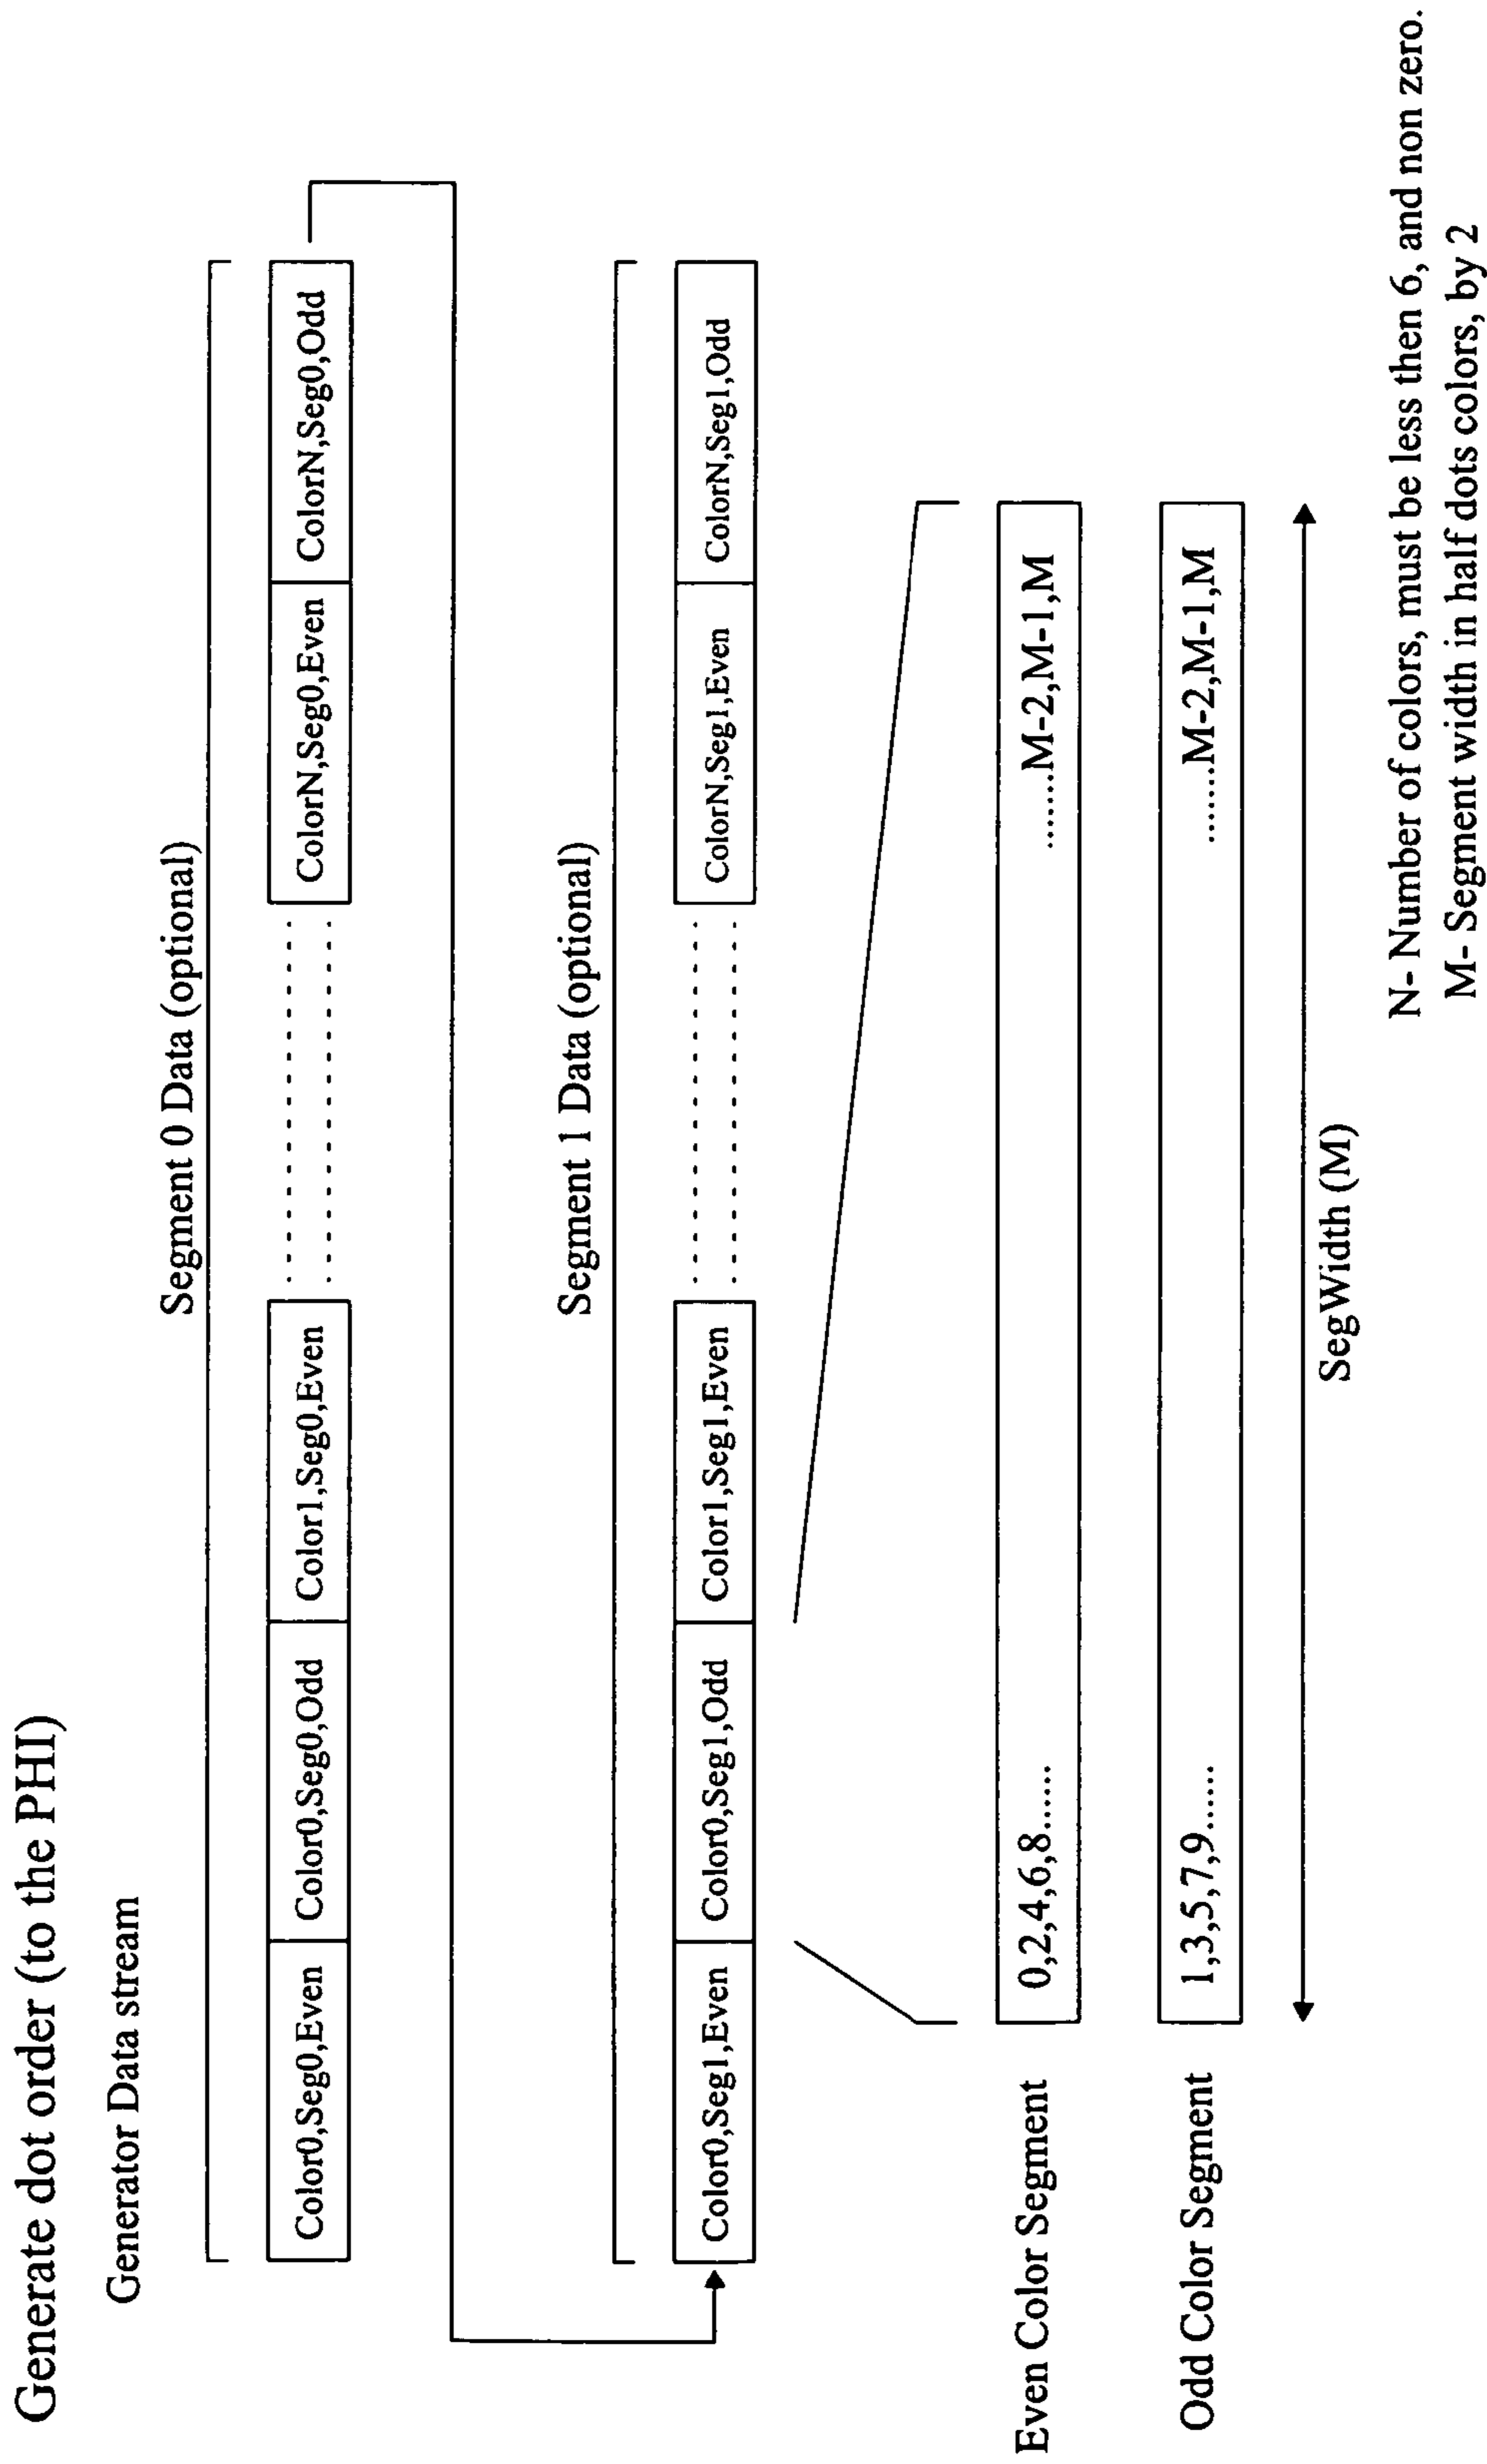 Generate dot order (to the PHI)
Generator Data stream
Segment 0 Data (optional)
Color0,Seg0,Even Color0,Seg0,Odd Color1,Seg0,Even ColorN,Seg0,Even ColorN,Seg0,Odd
Segment 1 Data (optional)
Color0,Seg1,Even Color0,Seg1,Odd Color1,Seg1,Even ColorN,Seg1,Even ColorN,Seg1,Odd
Even Color Segment 0,2,4,6,8...... ........M-2,M-1,M
Odd Color Segment 1,3,5,7,9...... ........M-2,M-1,M
SegWidth (M)
N- Number of colors, must be less then 6, and non zero.
M- Segment width in half dots colors, by 2